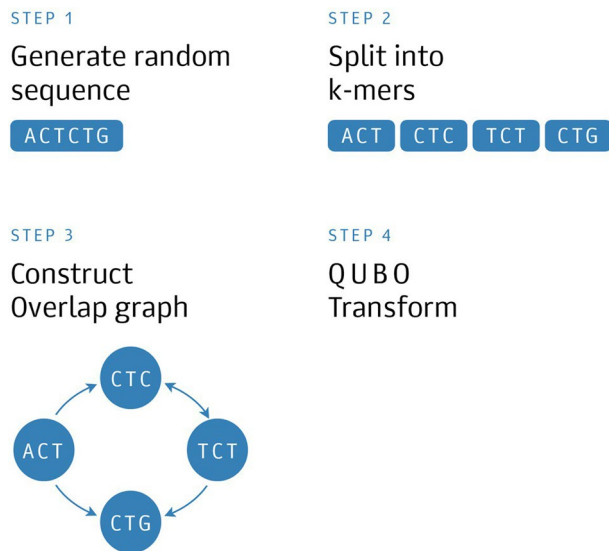 STEP 1
Generate random
sequence
ACTCTG
STEP 2
Split into
k-mers
ACT CTC TCT CTG
STEP 3
Construct
Overlap graph
CTC
ACT TCT
CTG
STEP 4
QUBO
Transform